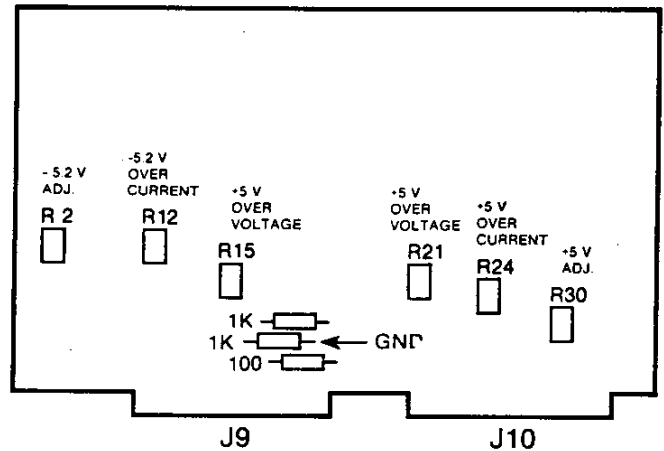 - 5.2 V
ADJ.
R 2
-5.2 V
OVER
CURRENT
R12
+5 V
OVER
VOLTAGE
R15
+5 V
OVER
VOLTAGE
R21
+5 V
OVER
CURRENT
R24
+5 V
ADJ.
R30
1K
1K
GND
100
J9
J10